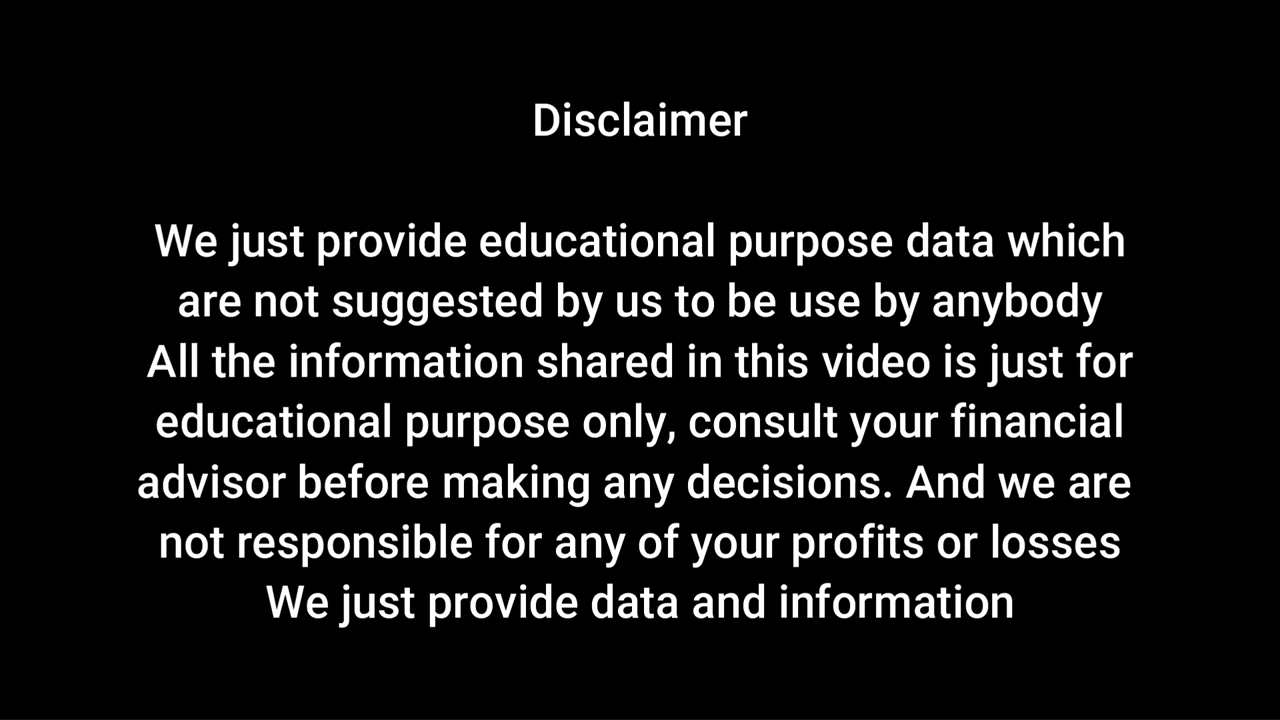 Disclaimer
We just provide educational purpose data which
are not suggested by us to be use by anybody
All the information shared in this video is just for
educational purpose only, consult your financial
advisor before making any decisions. And we are
not responsible for any of your profits or losses
We just provide data and information